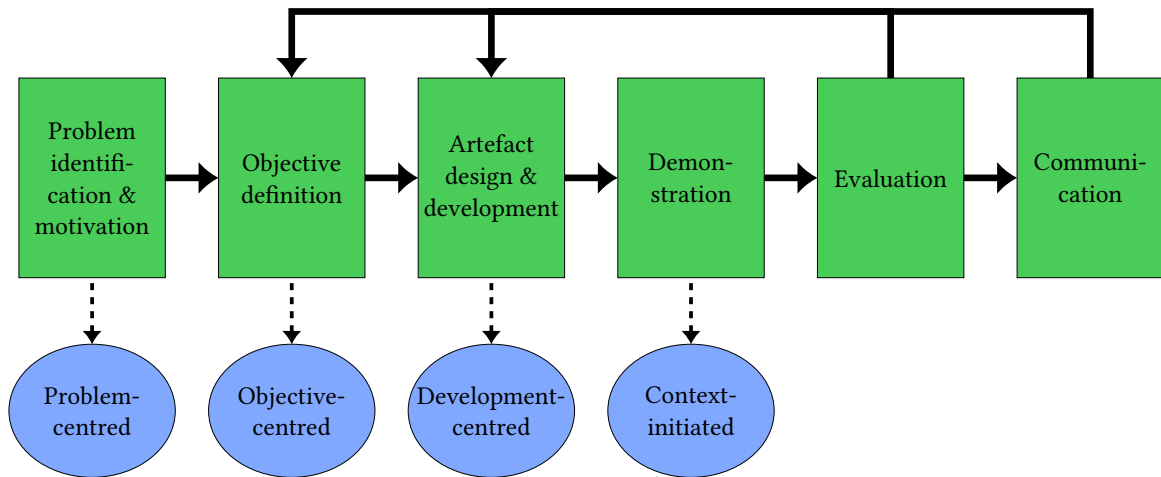 Problem
identifi-
cation &
motivation
Objective
definition
Artefact
design &
development
Demon-
stration
Evaluation
Communi-
cation
Problem-
centred
Objective-
centred
Development-
centred
Context-
initiated